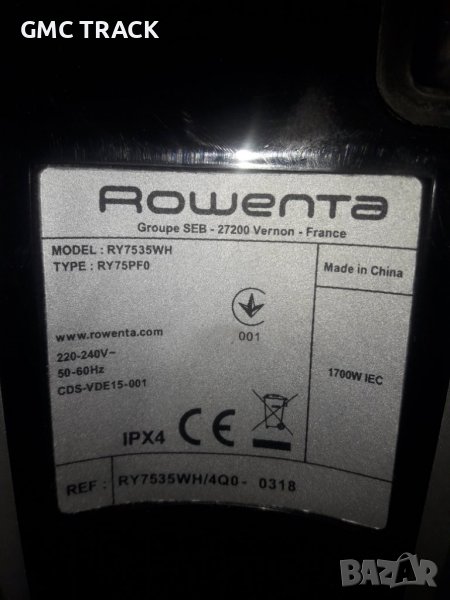 GMC TRACK
Rowenta
Groupe SEB - 27200 Vernon - France
MODEL : RY7535WH
TYPE : RY75PF0
Made in China
001
www.rowenta.com
220-240V~
50-60Hz
CDS-VDE15-001
1700W IEC
IPX4 CE
REF : RY7535WH/4Q0 - 0318
BAZAR